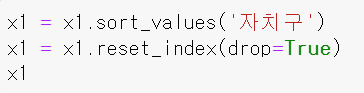 x1 = x1.sort_values('자치구')
x1 = x1.reset_index(drop=True)
x1